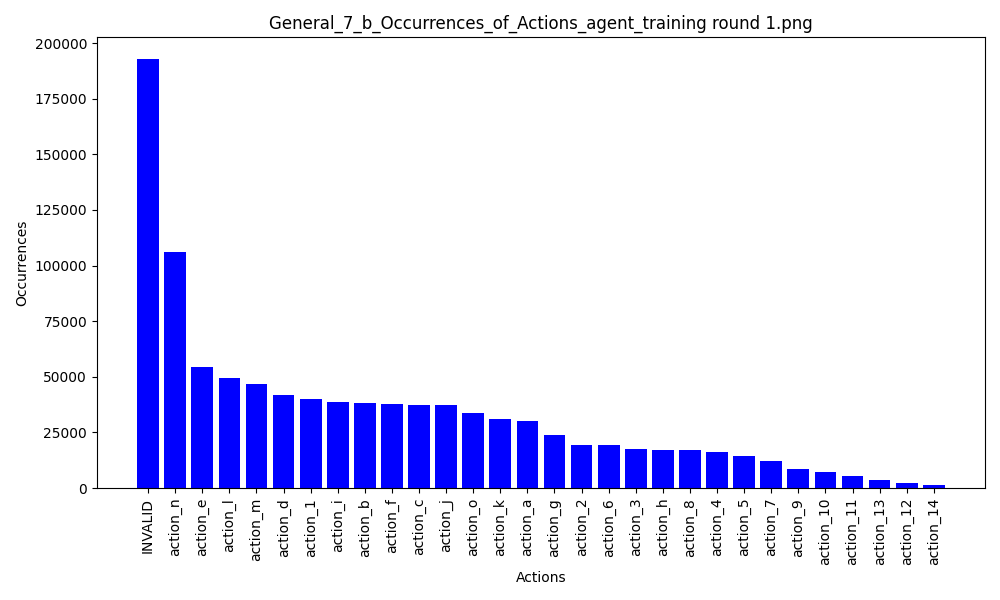 General_7_b_Occurrences_of_Actions_agent_training round 1.png
200000
175000
150000
125000
100000
75000
50000
25000
0
Occurrences
INVALID
action_n
action_e
action_l
action_m
action_d
action_1
action_i
action_b
action_f
action_c
action_j
action_o
action_k
action_a
action_g
action_2
action_6
action_3
action_h
action_8
action_4
action_5
action_7
action_9
action_10
action_11
action_13
action_12
action_14
Actions